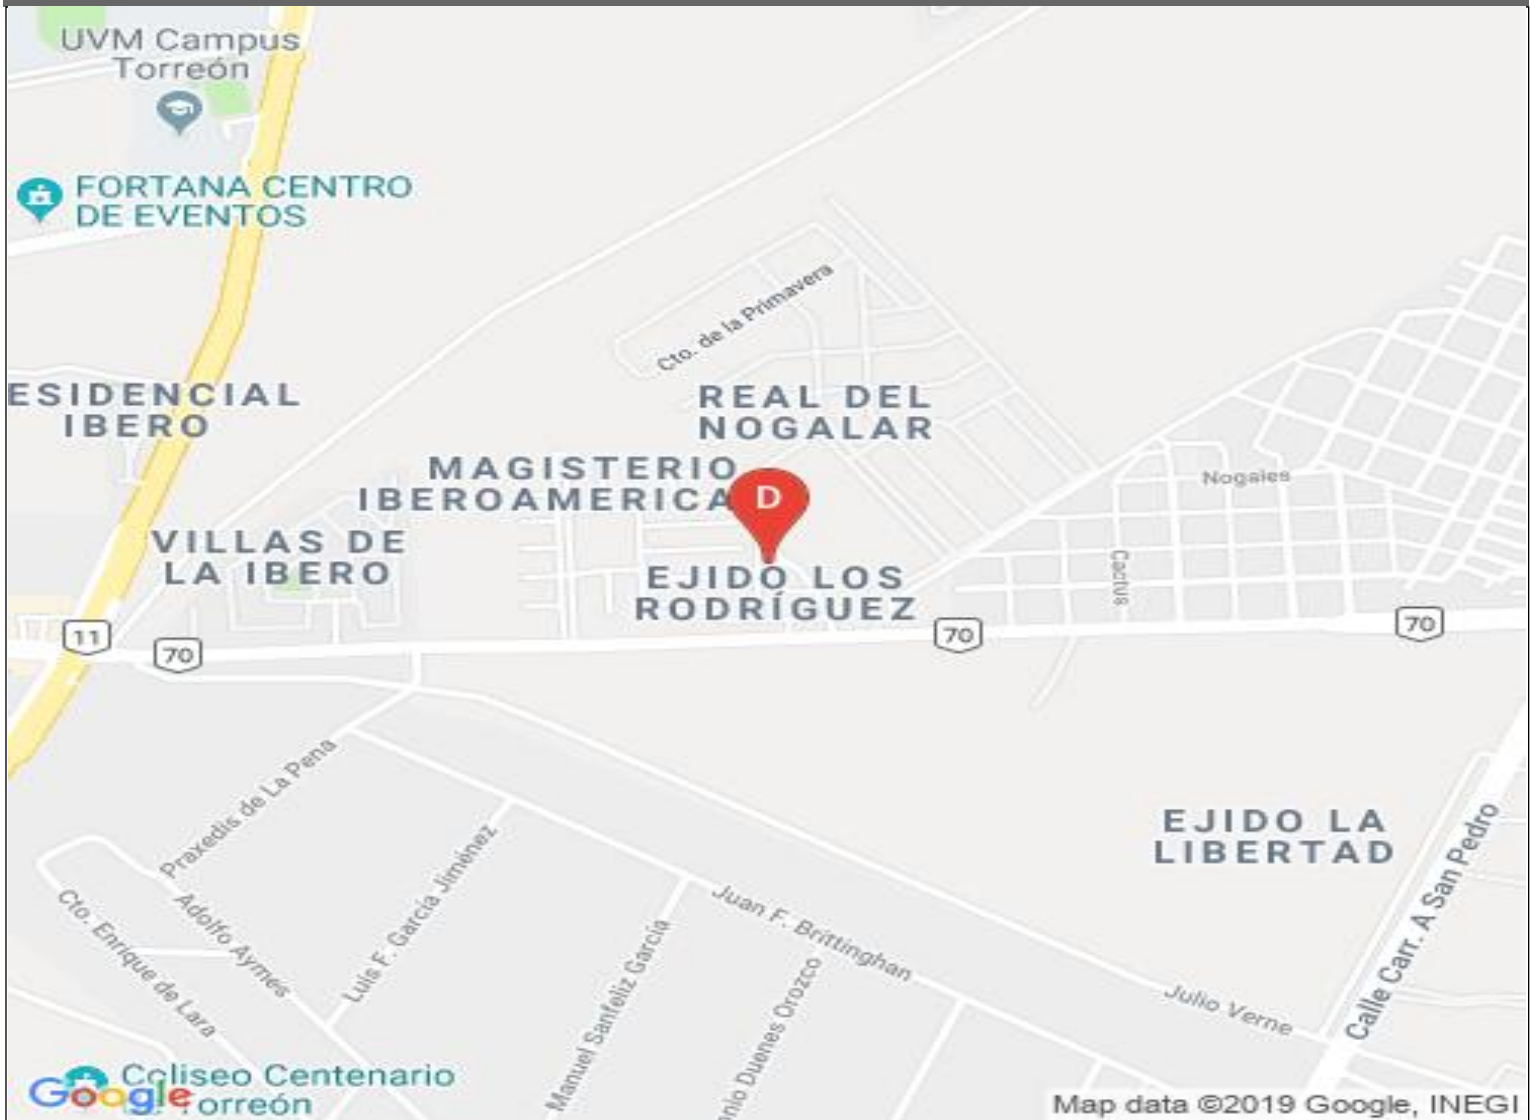 UVM Campus
Torreón
FORTANA CENTRO
DE EVENTOS
Cto. de la Primavera
ESIDENCIAL
IBERO
REAL DEL
NOGALAR
MAGISTERIO
IBEROAMERICA
D
Nogales
VILLAS DE
LA IBERO
EJIDO LOS
RODRÍGUEZ
Cactus
11
70
70
70
Praxedis de La Pena
EJIDO LA
LIBERTAD
Luis F. García Jiménez
Calle Carr. A San Pedro
Cto. Enrique de Lara
Adolfo Aymes
Juan F. Brittinghan
Manuel Sanfeliz García
nio Duenes Orozco
Julio Verne
Coliseo Centenario
Torreón
Google
Map data ©2019 Google, INEGI